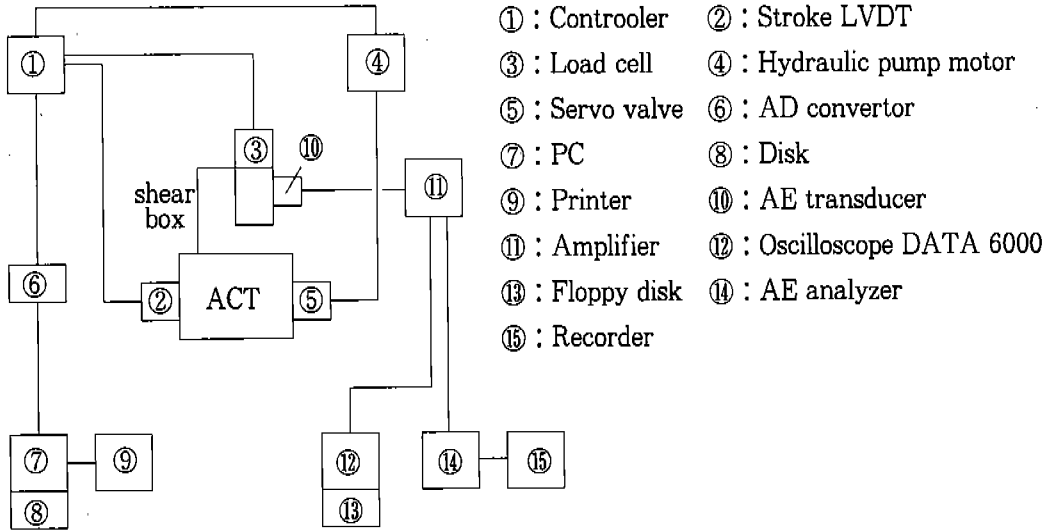 ① : Controoler ② : Stroke LVDT
③ : Load cell ④ : Hydraulic pump motor
⑤ : Servo valve ⑥ : AD convertor
⑦ : PC ⑧ : Disk
⑨ : Printer ⑩ : AE transducer
⑪ : Amplifier ⑫ : Oscilloscope DATA 6000
⑬ : Floppy disk ⑭ : AE analyzer
⑮ : Recorder
① ④
③ ⑩
⑪
shear
box
⑥ ② ACT ⑤
⑦ ⑨ ⑫ ⑭ ⑮
⑧ ⑬